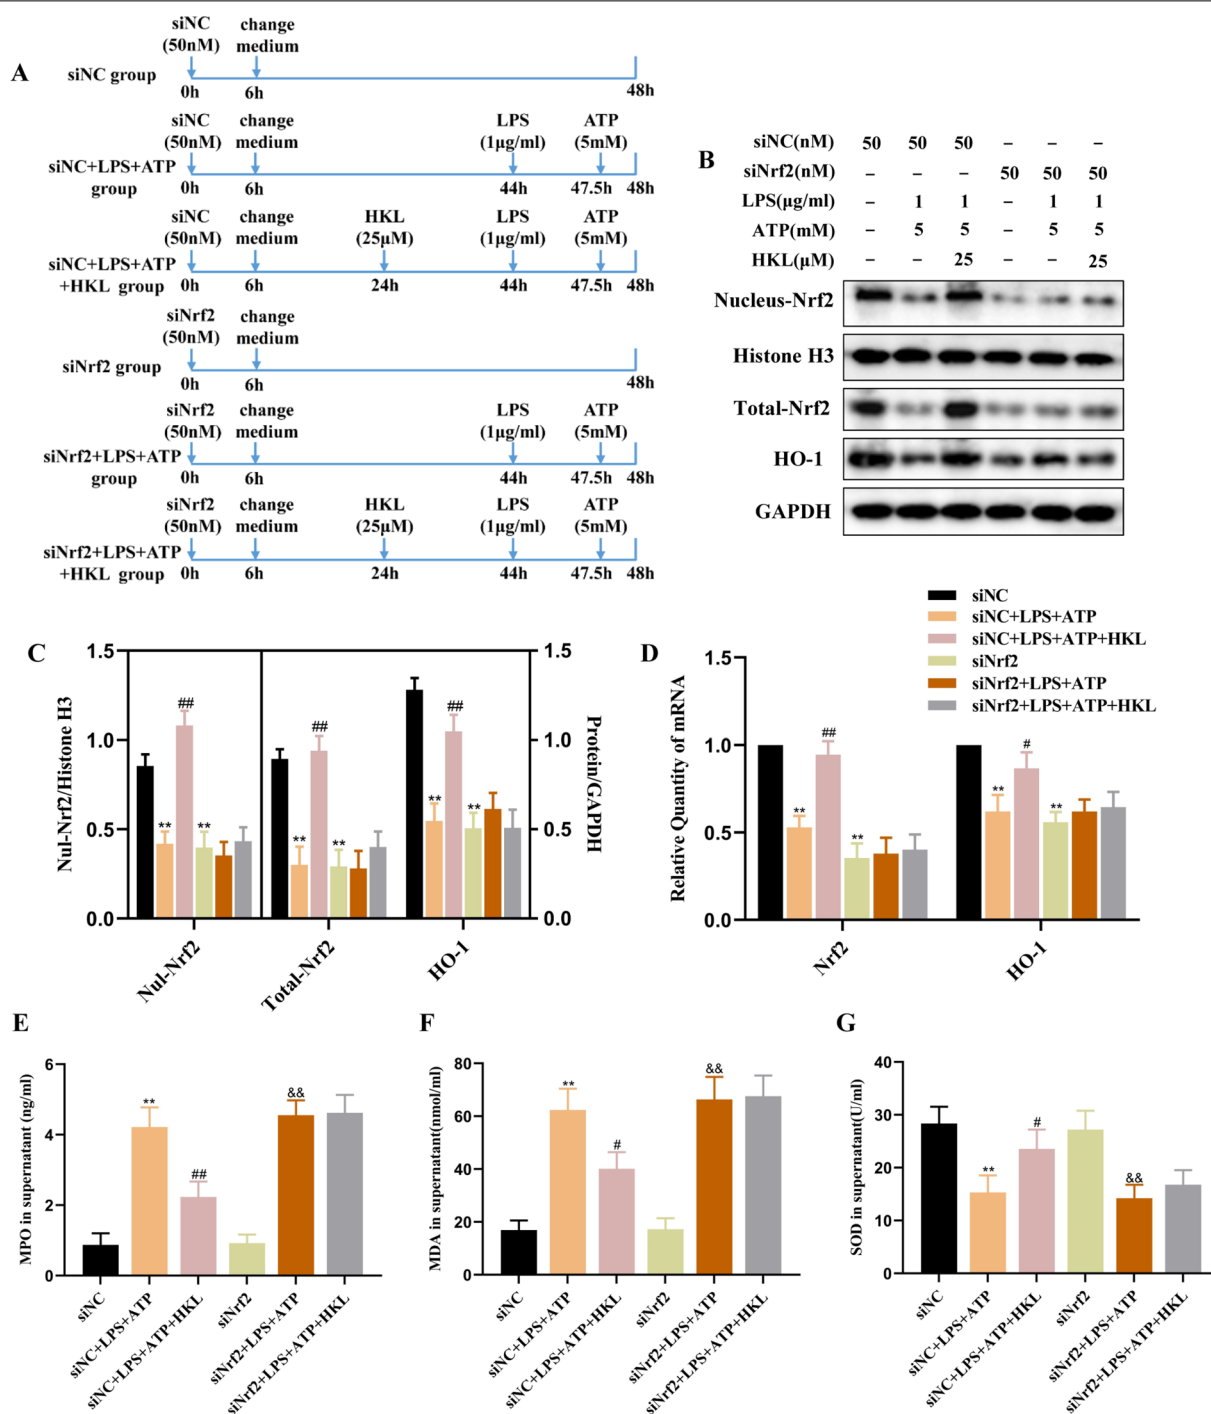 A
siNC change
(50nM) medium
siNC group
0h 6h 48h
siNC change LPS ATP
(50nM) medium (1μg/ml) (5mM)
siNC+LPS+ATP
group 0h 6h 44h 47.5h 48h
siNC change HKL LPS ATP
(50nM) medium (25μM) (1μg/ml) (5mM)
siNC+LPS+ATP
+HKL group 0h 6h 24h 44h 47.5h 48h
siNrf2 change
(50nM) medium
siNrf2 group
0h 6h 48h
siNrf2 change LPS ATP
(50nM) medium (1μg/ml) (5mM)
siNrf2+LPS+ATP
group 0h 6h 44h 47.5h 48h
siNrf2 change HKL LPS ATP
(50nM) medium (25μM) (1μg/ml) (5mM)
siNrf2+LPS+ATP
+HKL group 0h 6h 24h 44h 47.5h 48h
B
siNC(nM) 50 50 50 – – –
siNrf2(nM) – – – 50 50 50
LPS(μg/ml) – 1 1 – 1 1
ATP(mM) – 5 5 – 5 5
HKL(μM) – – 25 – – 25
Nucleus-Nrf2
Histone H3
Total-Nrf2
HO-1
GAPDH
siNC
siNC+LPS+ATP
siNC+LPS+ATP+HKL
siNrf2
siNrf2+LPS+ATP
siNrf2+LPS+ATP+HKL
C
Nul-Nrf2/Histone H3
1.5
1.0
0.5
0.0
** ## **
** ## **
** ## **
1.5
1.0
0.5
0.0
Protein/GAPDH
Nul-Nrf2 Total-Nrf2 HO-1
D
Relative Quantity of mRNA
1.5
1.0
0.5
0.0
** ## **
** # **
Nrf2 HO-1
E
MPO in supernatant (ng/ml)
6
4
2
0
** ## &&
siNC
siNC+LPS+ATP
siNC+LPS+ATP+HKL
siNrf2
siNrf2+LPS+ATP
siNrf2+LPS+ATP+HKL
F
MDA in supernatant(nmol/ml)
80
60
40
20
0
** # &&
siNC
siNC+LPS+ATP
siNC+LPS+ATP+HKL
siNrf2
siNrf2+LPS+ATP
siNrf2+LPS+ATP+HKL
G
SOD in supernatant(U/ml)
40
30
20
10
0
** # &&
siNC
siNC+LPS+ATP
siNC+LPS+ATP+HKL
siNrf2
siNrf2+LPS+ATP
siNrf2+LPS+ATP+HKL